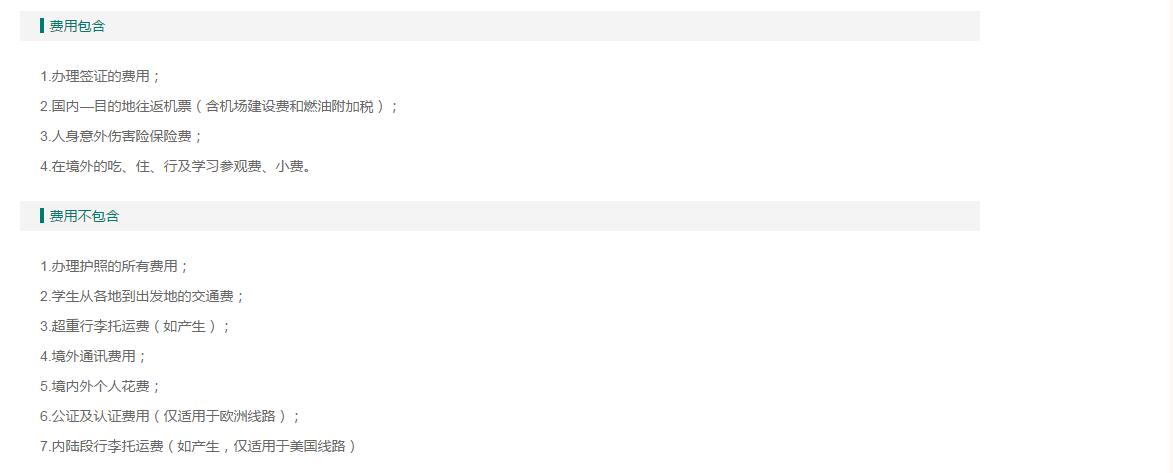 费用包含
1.办理签证的费用；
2.国内—目的地往返机票（含机场建设费和燃油附加税）；
3.人身意外伤害险保险费；
4.在境外的吃、住、行及学习参观费、小费。
费用不包含
1.办理护照的所有费用；
2.学生从各地到出发地的交通费；
3.超重行李托运费（如产生）；
4.境外通讯费用；
5.境内外个人花费；
6.公证及认证费用（仅适用于欧洲线路）；
7.内陆段行李托运费（如产生，仅适用于美国线路）